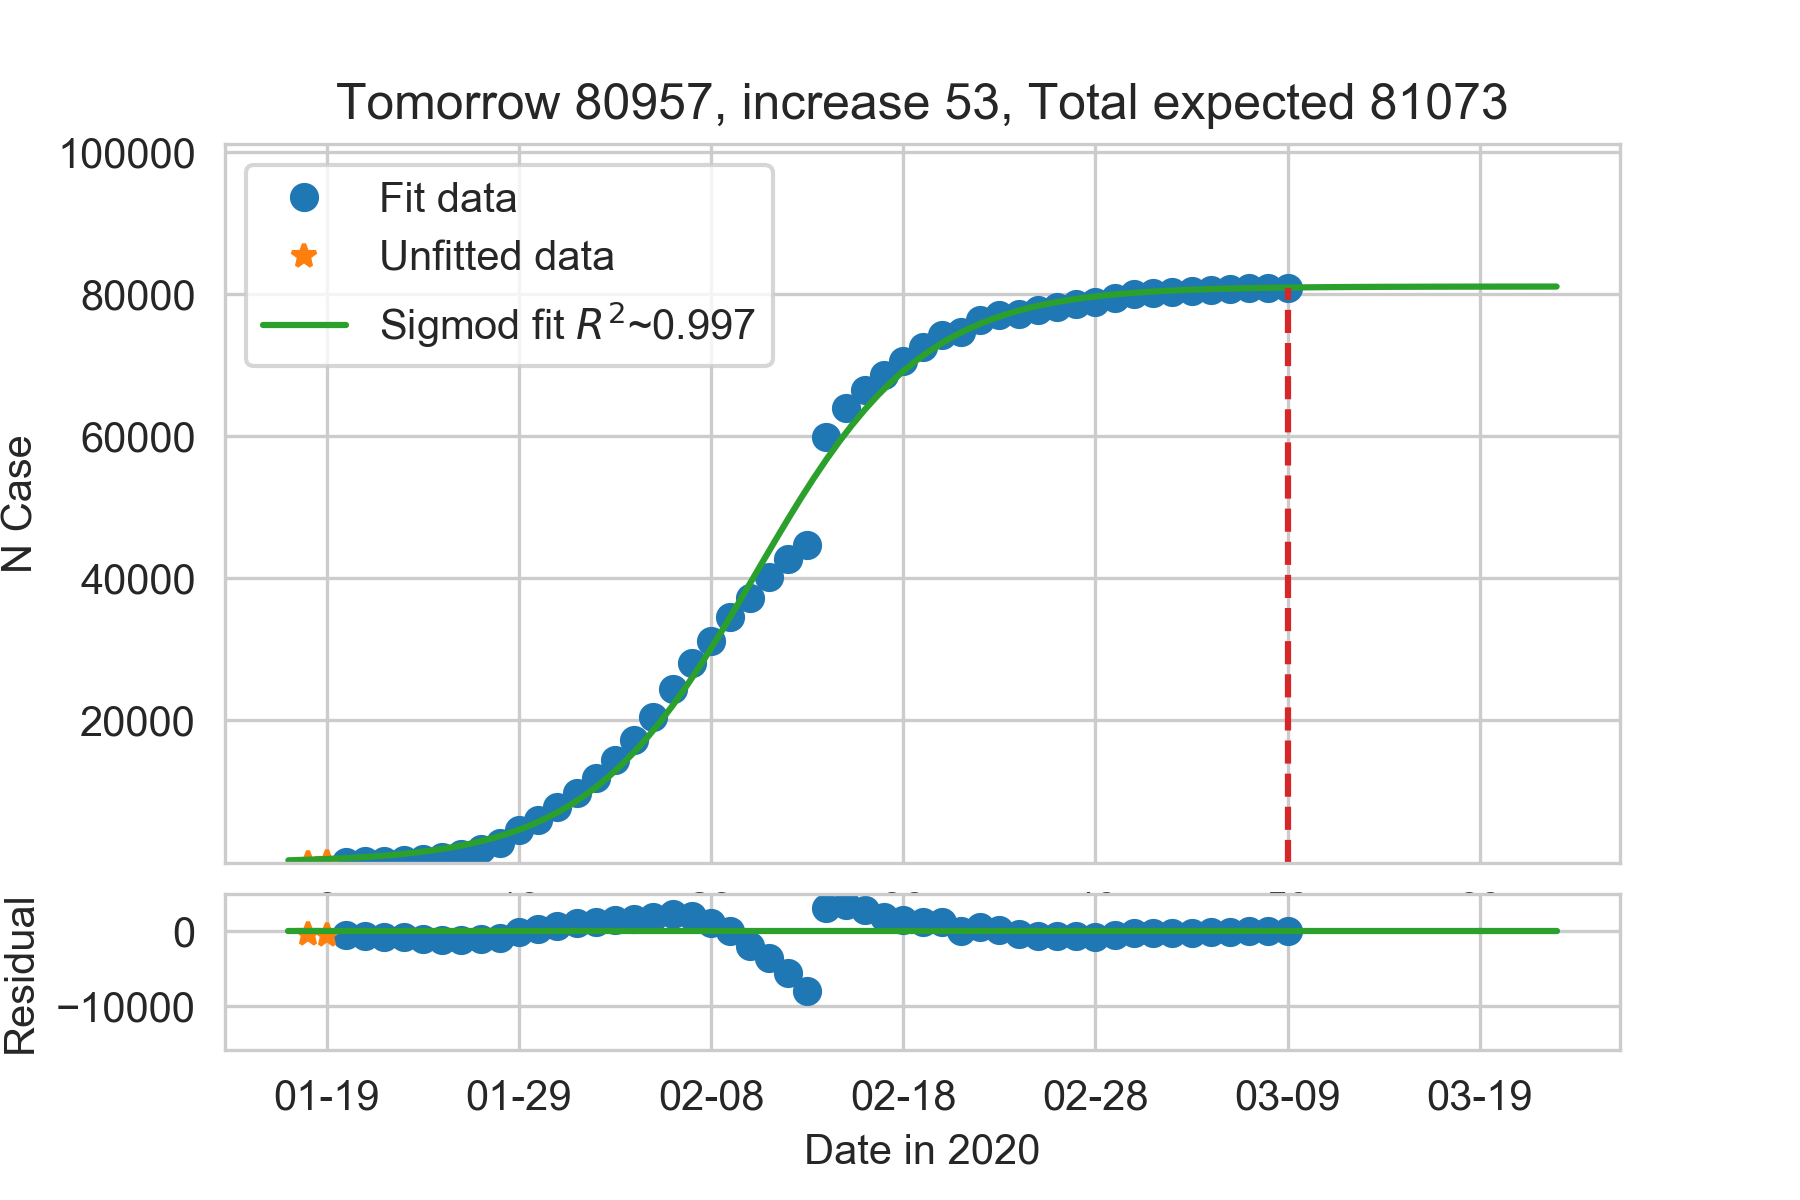 Tomorrow 80957, increase 53, Total expected 81073
100000
80000
60000
40000
20000
N Case
Fit data
Unfitted data
Sigmod fit R²~0.997
Residual
0
−10000
01-19 01-29 02-08 02-18 02-28 03-09 03-19
Date in 2020